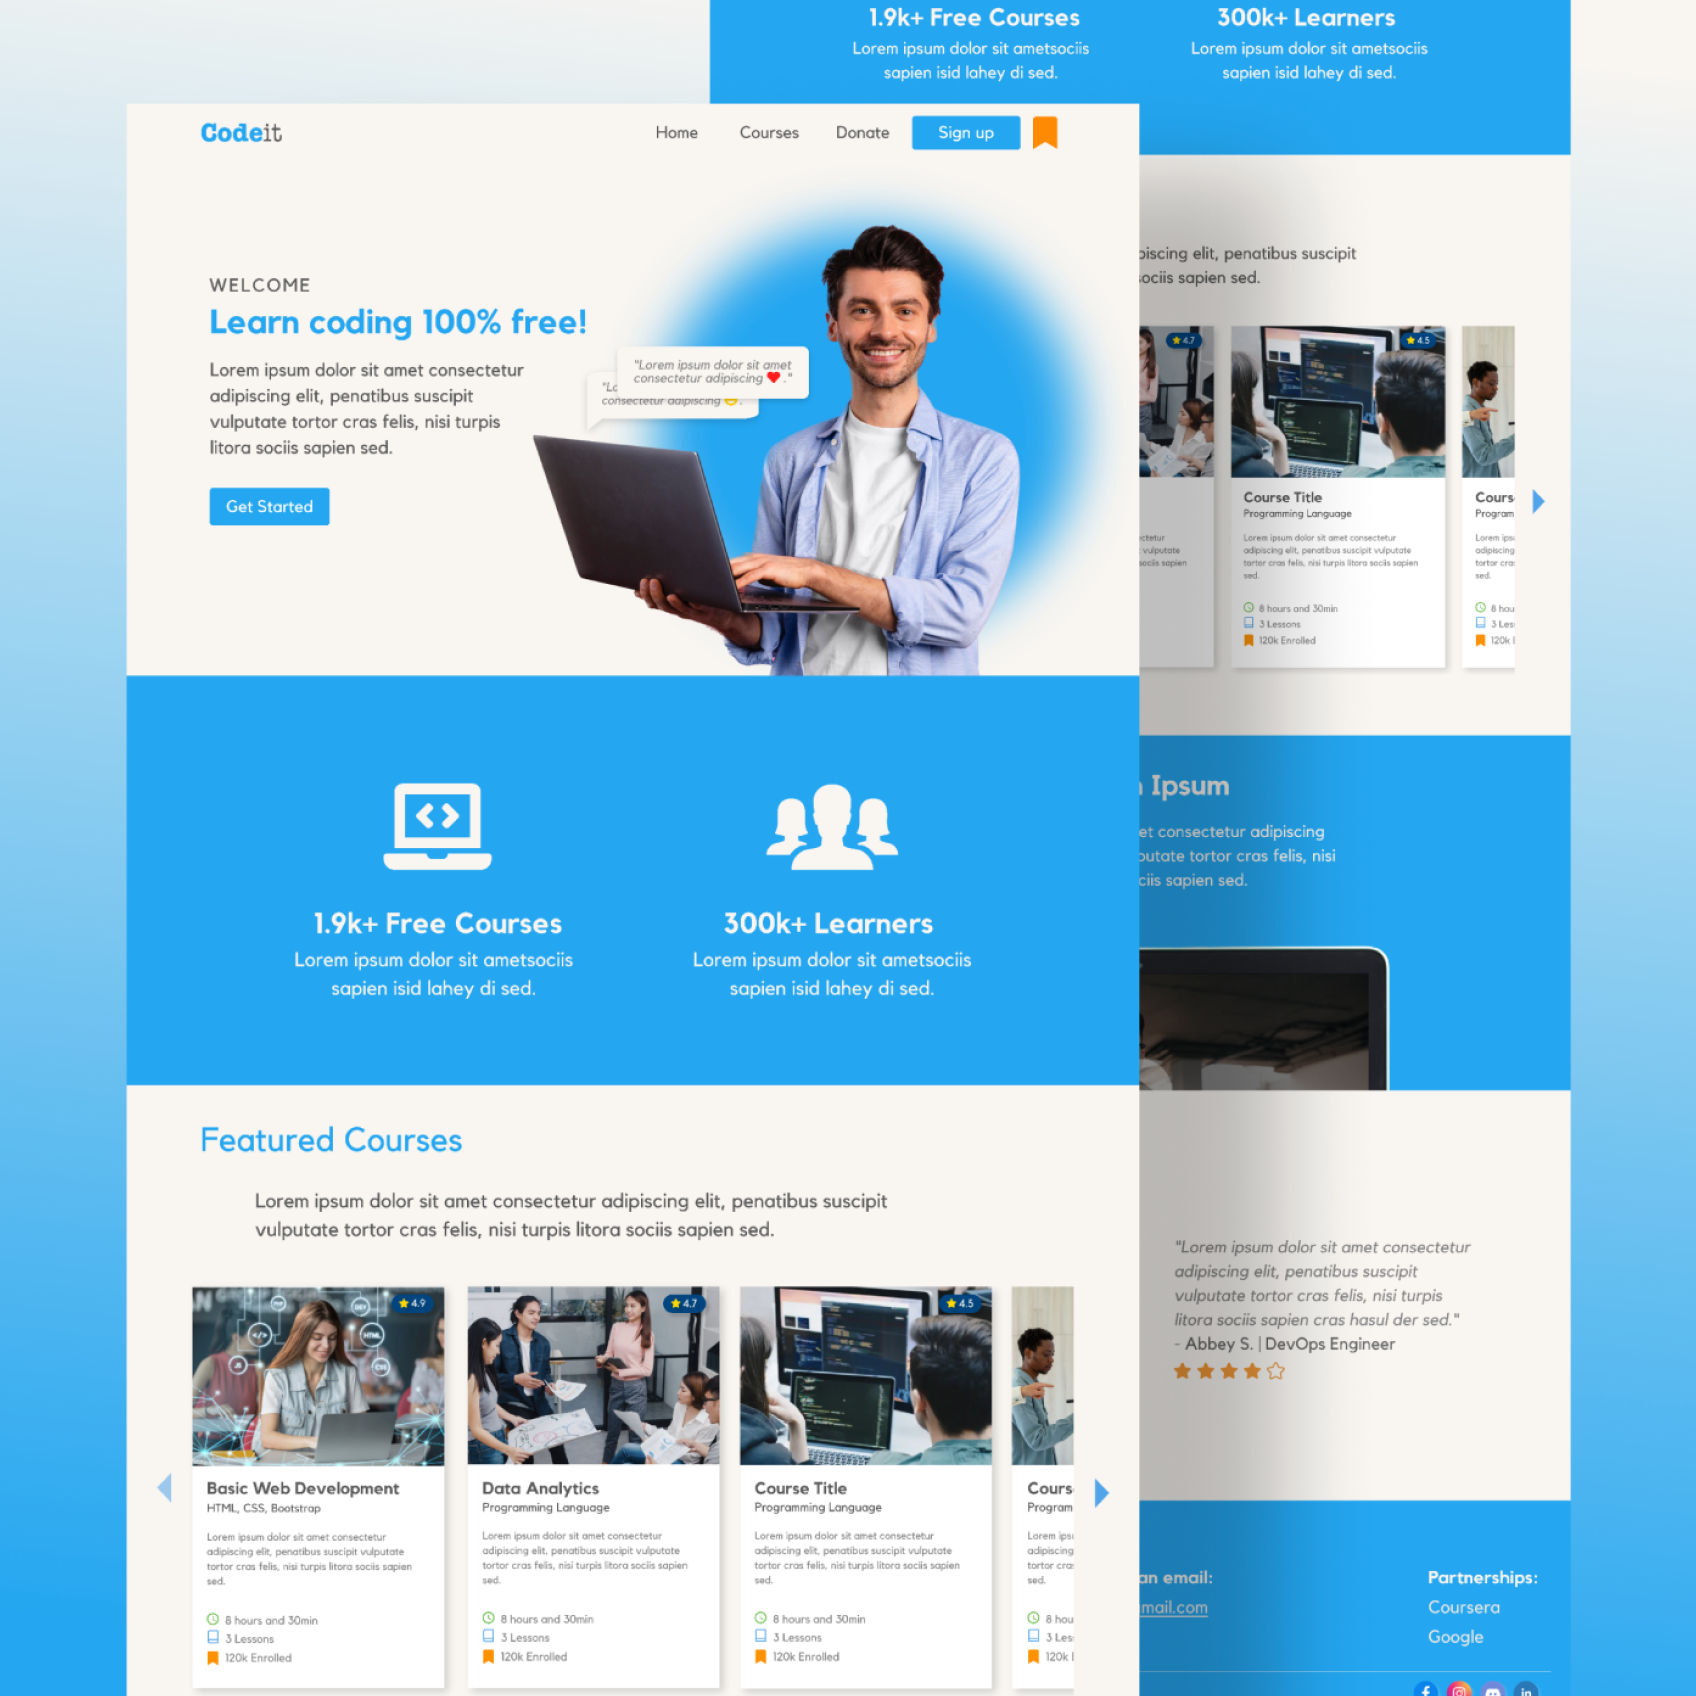 1.9k+ Free Courses
Lorem ipsum dolor sit ametsociis
sapien isid lahey di sed.
300k+ Learners
Lorem ipsum dolor sit ametsociis
sapien isid lahey di sed.
Codeit
Home
Courses
Donate
Sign up
WELCOME
Learn coding 100% free!
Lorem ipsum dolor sit amet consectetur
adipiscing elit, penatibus suscipit
vulputate tortor cras felis, nisi turpis
litora sociis sapien sed.
Get Started
"Lorem ipsum dolor sit amet
consectetur adipiscing ❤."
"Lo
consectetur adipiscing
1.9k+ Free Courses
Lorem ipsum dolor sit ametsociis
sapien isid lahey di sed.
300k+ Learners
Lorem ipsum dolor sit ametsociis
sapien isid lahey di sed.
Featured Courses
Lorem ipsum dolor sit amet consectetur adipiscing elit, penatibus suscipit
vulputate tortor cras felis, nisi turpis litora sociis sapien sed.
4.9
JS
HTML
CSS
Basic Web Development
HTML, CSS, Bootstrap
Lorem ipsum dolor sit amet consectetur
adipiscing elit, penatibus suscipit vulputate
tortor cras felis, nisi turpis litora sociis sapien
sed.
8 hours and 30min
3 Lessons
120k Enrolled
4.7
Data Analytics
Programming Language
Lorem ipsum dolor sit amet consectetur
adipiscing elit, penatibus suscipit vulputate
tortor cras felis, nisi turpis litora sociis sapien
sed.
8 hours and 30min
3 Lessons
120k Enrolled
4.5
Course Title
Programming Language
Lorem ipsum dolor sit amet consectetur
adipiscing elit, penatibus suscipit vulputate
tortor cras felis, nisi turpis litora sociis sapien
sed.
8 hours and 30min
3 Lessons
120k Enrolled
Cours
Program
Lorem ips
adipiscing
tortor cra
sed.
8 hou
3 Les
120k
piscing elit, penatibus suscipit
sociis sapien sed.
4.7
ctetur
vulputate
sociis sapien
4.5
Course Title
Programming Language
Lorem ipsum dolor sit amet consectetur
adipiscing elit, penatibus suscipit vulputate
tortor cras felis, nisi turpis litora sociis sapien
sed.
8 hours and 30min
3 Lessons
120k Enrolled
Cours
Program
Lorem ips
adipiscing
tortor cras
sed.
8 hou
3 Les
120k
Ipsum
et consectetur adipiscing
putate tortor cras felis, nisi
ciis sapien sed.
"Lorem ipsum dolor sit amet consectetur
adipiscing elit, penatibus suscipit
vulputate tortor cras felis, nisi turpis
litora sociis sapien cras hasul der sed."
- Abbey S. | DevOps Engineer
an email:
mail.com
Partnerships:
Coursera
Google